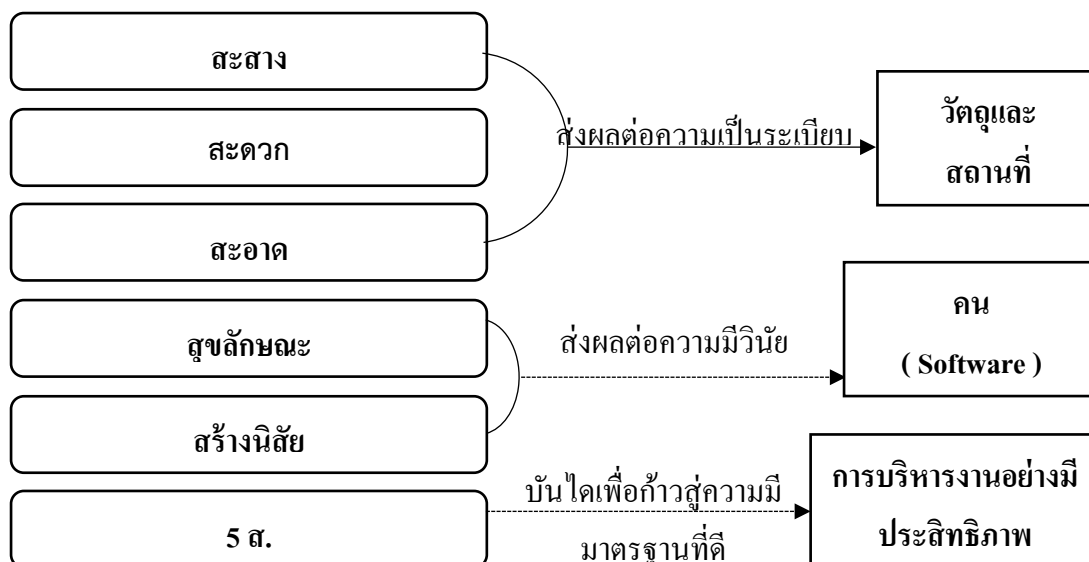 สะสาง
สะดวก
สะอาด
สุขลักษณะ
สร้างนิสัย
5 ส.
ส่งผลต่อความเป็นระเบียบ
ส่งผลต่อความมีวินัย
บันไดเพื่อก้าวสู่ความมี
มาตรฐานที่ดี
วัตถุและ
สถานที่
คน
( Software )
การบริหารงานอย่างมี
ประสิทธิภาพ